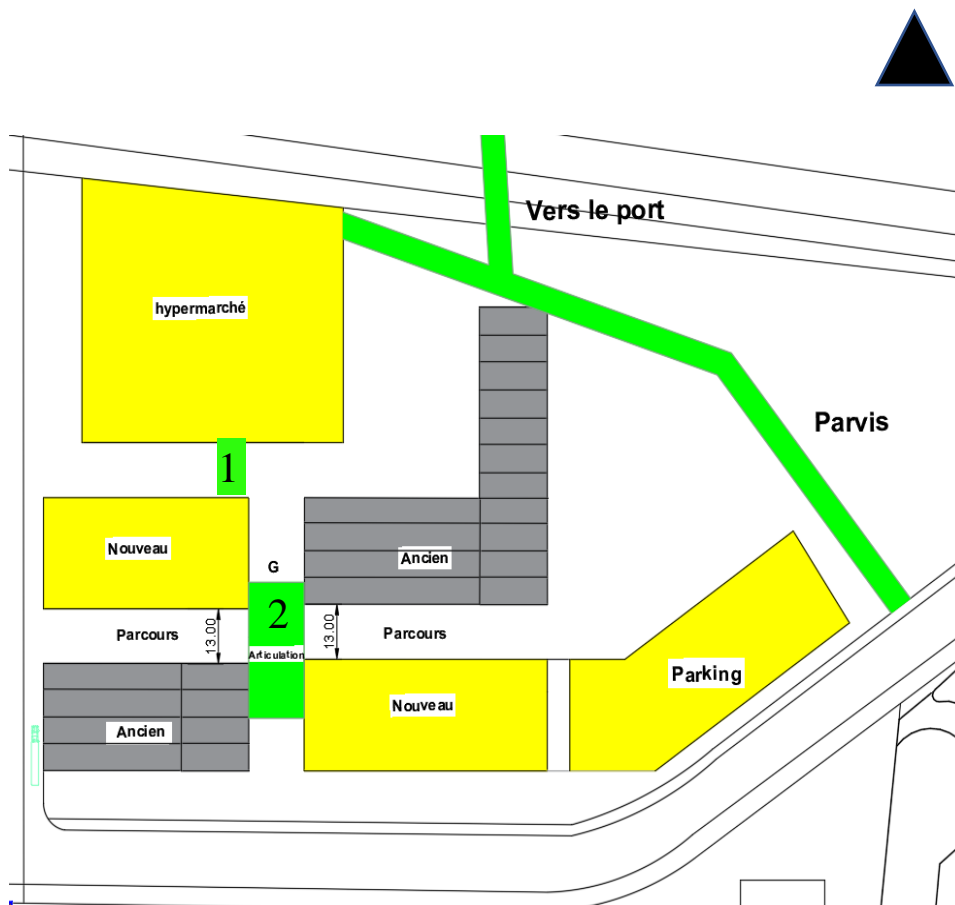 Vers le port
hypermarché
Parvis
1
Nouveau
Ancien
G
2
Parcours
13.00
13.00
Parcours
Articulation
Parking
Nouveau
Ancien